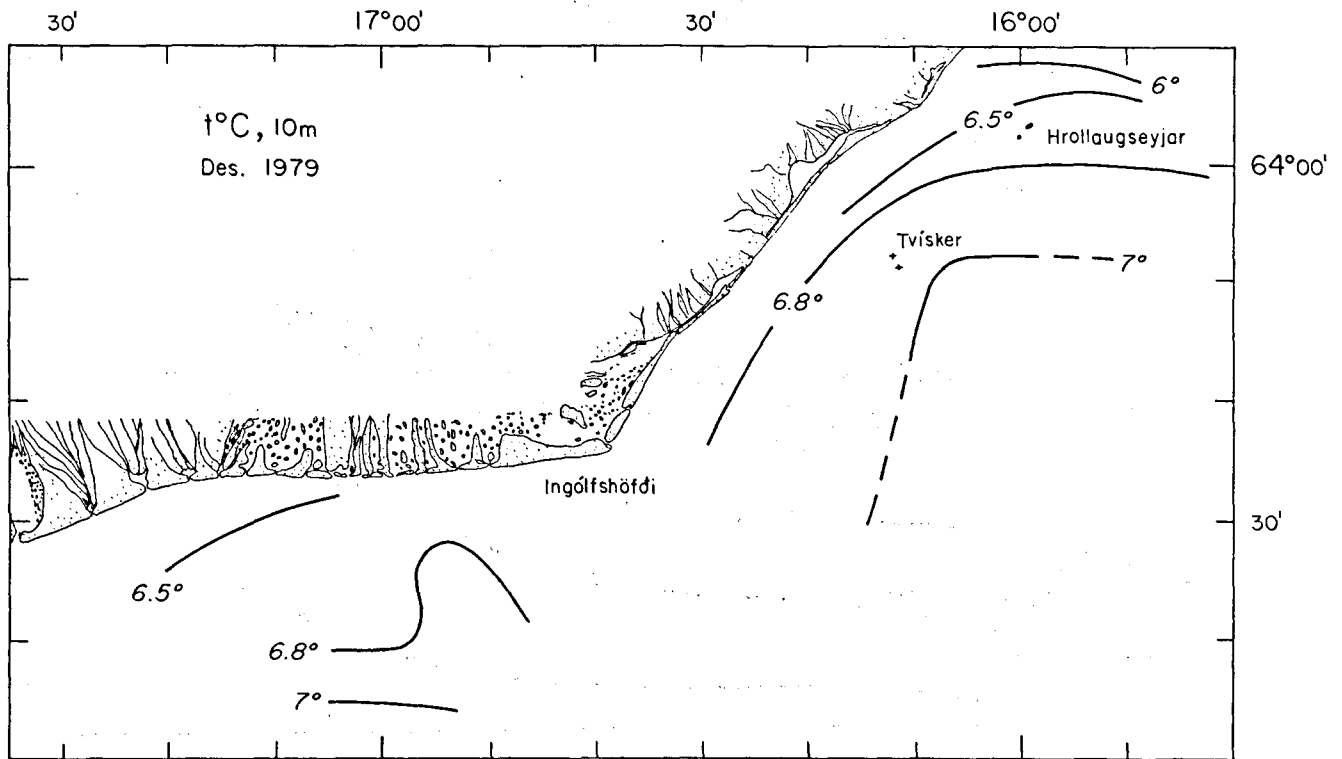 30' 17°00' 30' 16°00'
t°C, 10m
Des. 1979
6°
6.5°
Hrollaugseyjar
64°00'
Tvísker
7°
6.8°
Ingólfshöfði
30'
6.5°
6.8°
7°